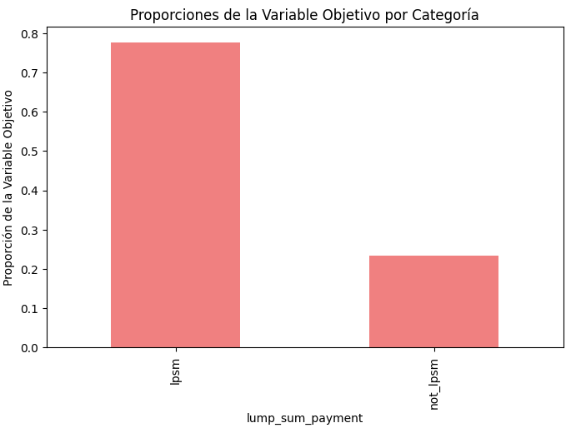 Proporciones de la Variable Objetivo por Categoría
Proporción de la Variable Objetivo
0.8
0.7
0.6
0.5
0.4
0.3
0.2
0.1
0.0
lpsm
not_lpsm
lump_sum_payment